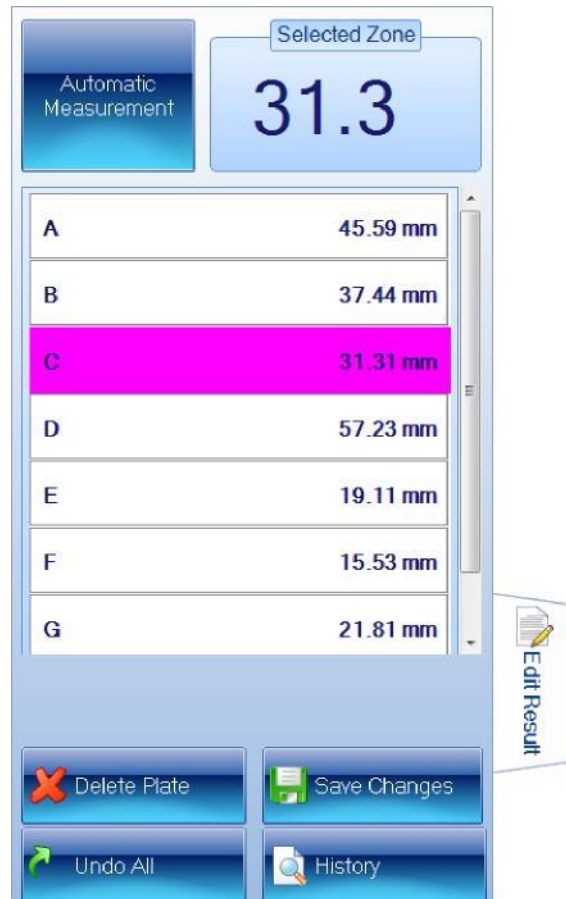 Selected Zone
Automatic
Measurement
31.3
A 45.59 mm
B 37.44 mm
C 31.31 mm
D 57.23 mm
E 19.11 mm
F 15.53 mm
G 21.81 mm
Edit Result
Delete Plate
Save Changes
Undo All
History